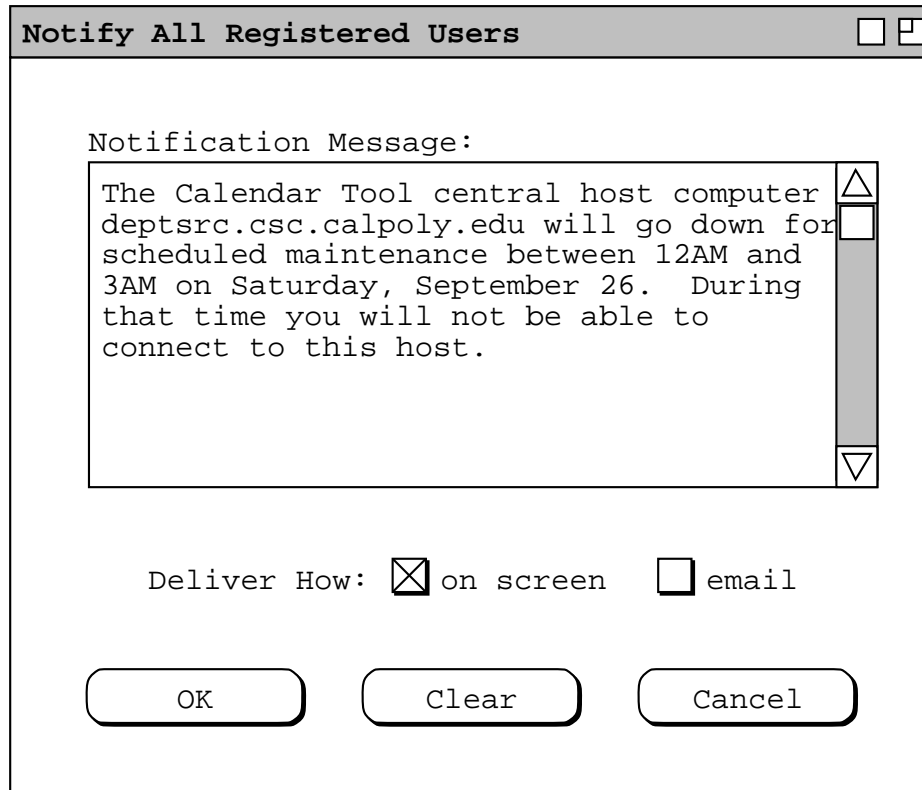 Notify All Registered Users
Notification Message:
The Calendar Tool central host computer
deptsrc.csc.calpoly.edu will go down for
scheduled maintenance between 12AM and
3AM on Saturday, September 26.  During
that time you will not be able to
connect to this host.
Deliver How: on screen email
OK Clear Cancel